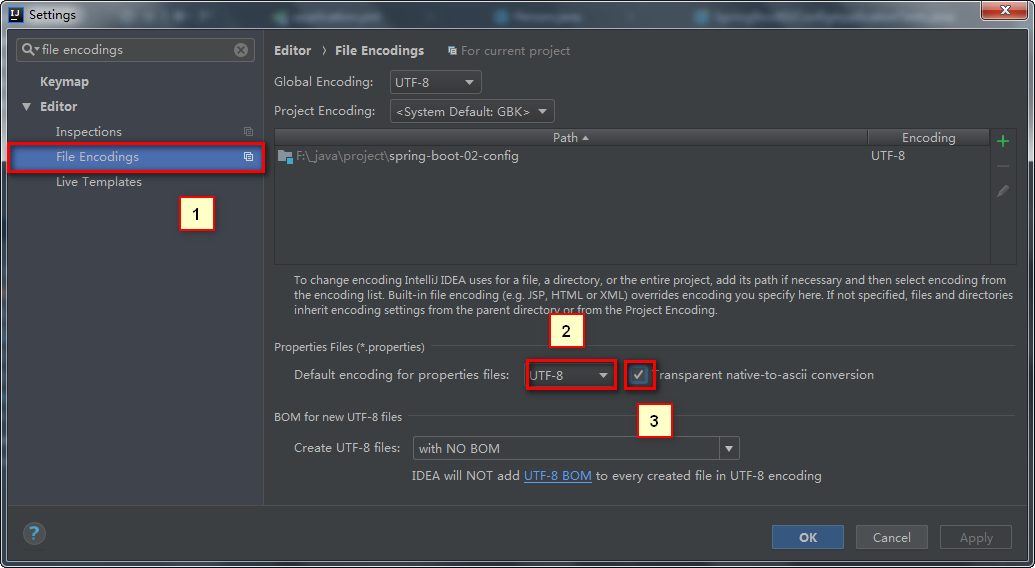 Settings
file encodings
Keymap
Editor
Inspections
File Encodings
Live Templates
1
Editor › File Encodings For current project
Global Encoding: UTF-8
Project Encoding: <System Default: GBK>
Path Encoding
F:\_java\project\spring-boot-02-config UTF-8
To change encoding IntelliJ IDEA uses for a file, a directory, or the entire project, add its path if necessary and then select encoding from
the encoding list. Built-in file encoding (e.g. JSP, HTML or XML) overrides encoding you specify here. If not specified, files and directories
inherit encoding settings from the parent directory or from the Project Encoding.
2
Properties Files (*.properties)
Default encoding for properties files: UTF-8 Transparent native-to-ascii conversion
3
BOM for new UTF-8 files
Create UTF-8 files: with NO BOM
IDEA will NOT add UTF-8 BOM to every created file in UTF-8 encoding
? OK Cancel Apply